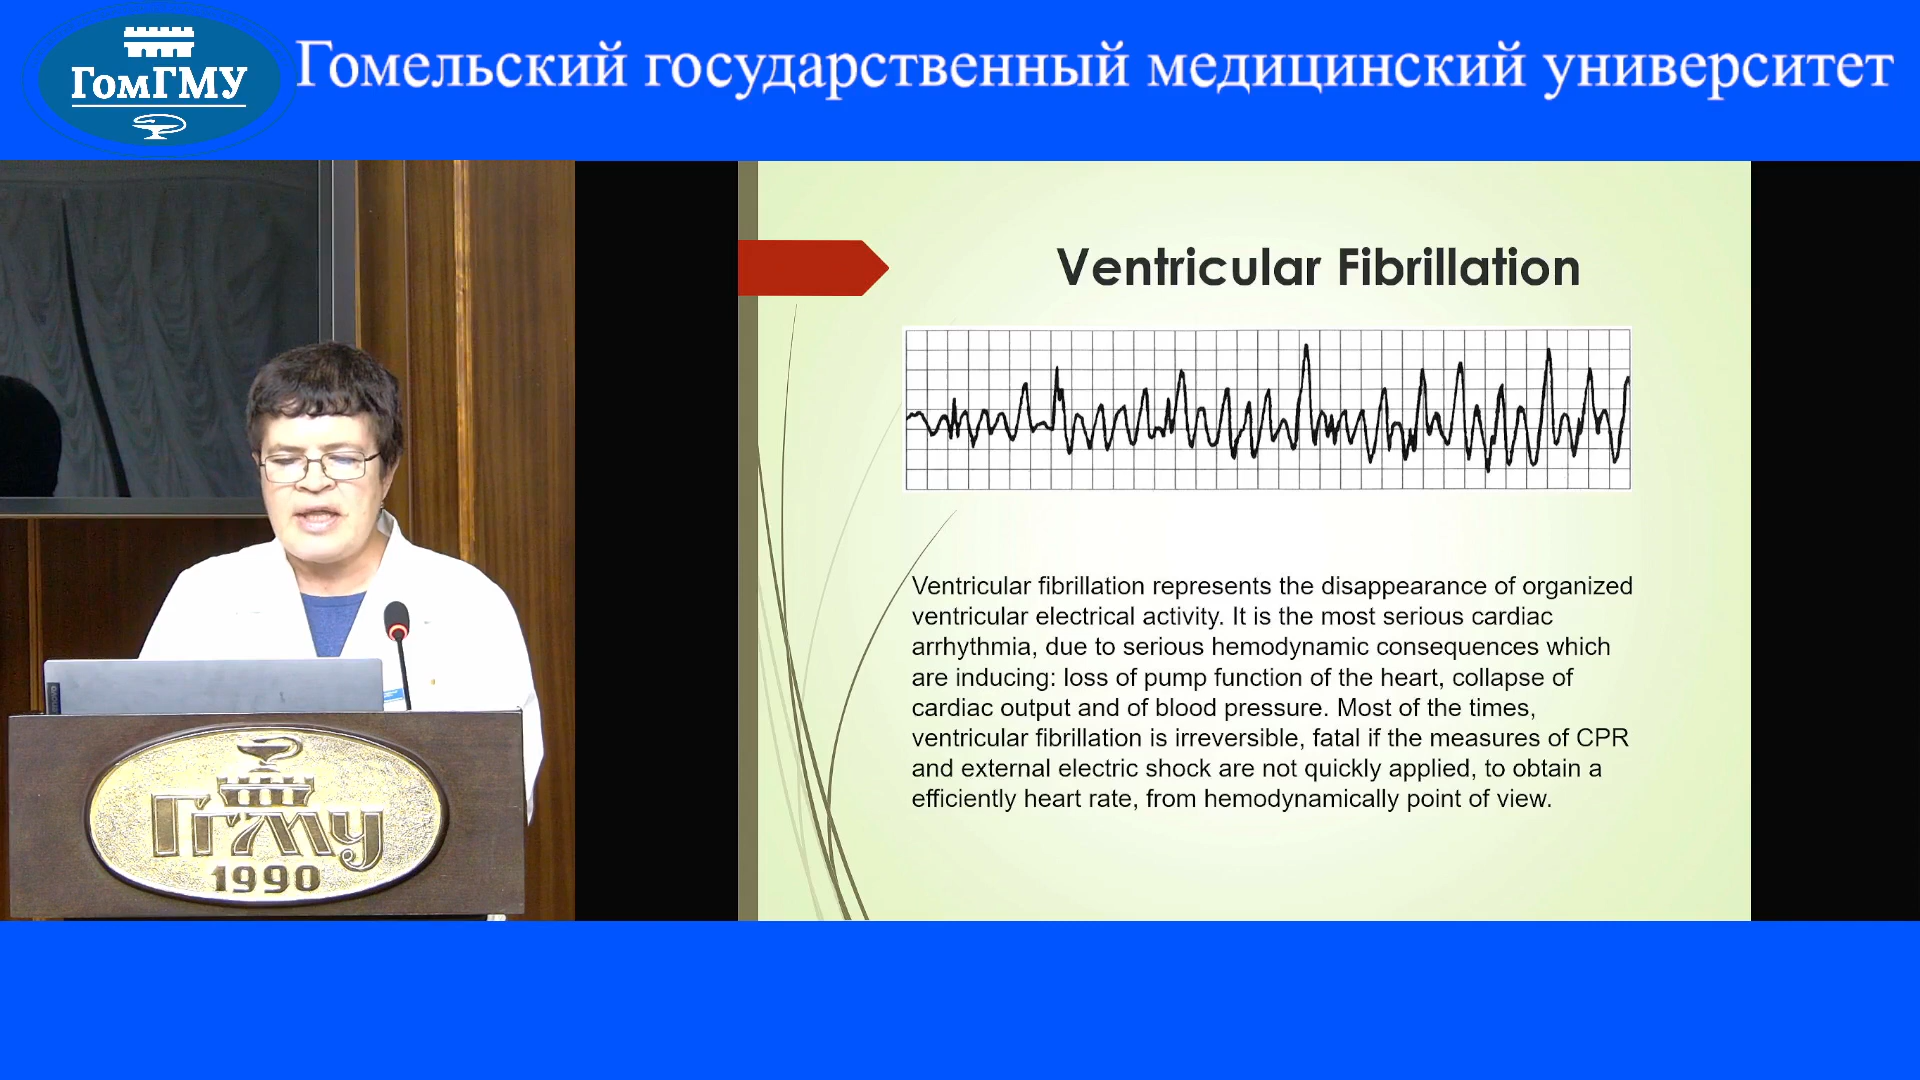 ГомГМУ
Гомельский государственный медицинский университет
Ventricular Fibrillation
Ventricular fibrillation represents the disappearance of organized
ventricular electrical activity. It is the most serious cardiac
arrhythmia, due to serious hemodynamic consequences which
are inducing: loss of pump function of the heart, collapse of
cardiac output and of blood pressure. Most of the times,
ventricular fibrillation is irreversible, fatal if the measures of CPR
and external electric shock are not quickly applied, to obtain a
efficiently heart rate, from hemodynamically point of view.
ГГМУ
1990